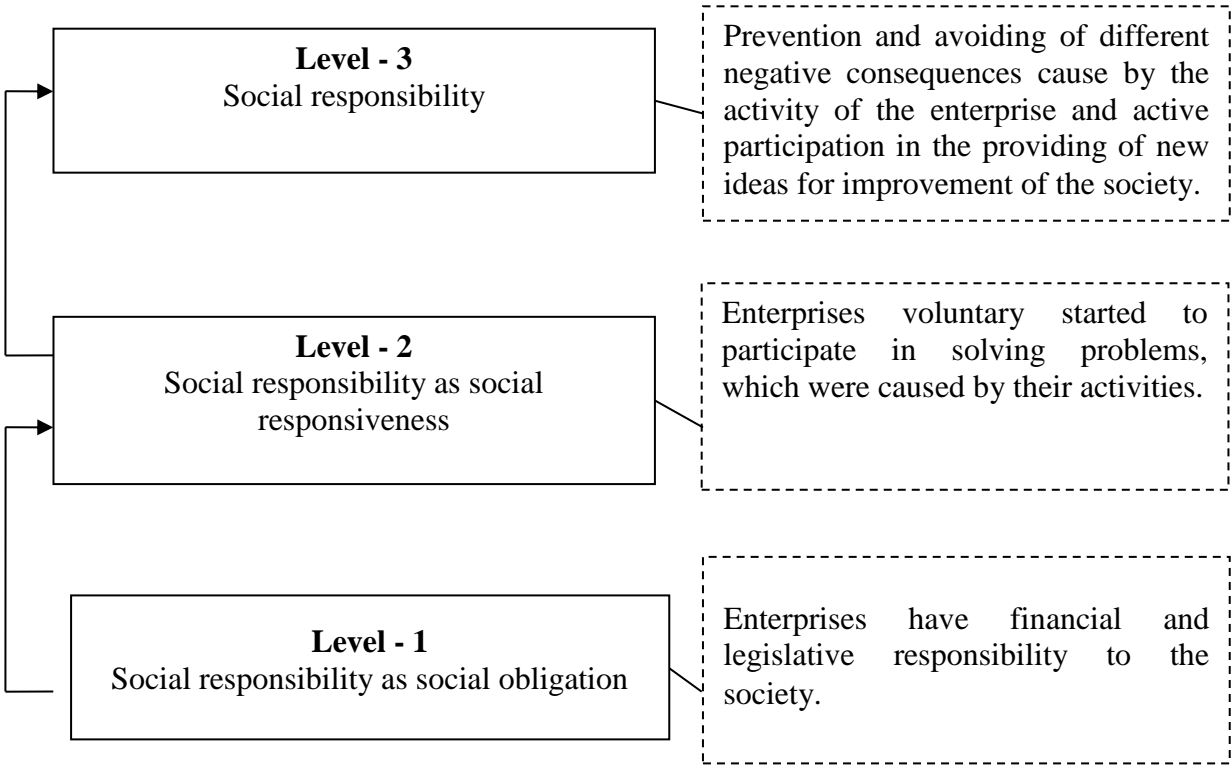 Level - 3
Social responsibility
Prevention and avoiding of different
negative consequences cause by the
activity of the enterprise and active
participation in the providing of new
ideas for improvement of the society.
Level - 2
Social responsibility as social
responsiveness
Enterprises voluntary started to
participate in solving problems,
which were caused by their activities.
Level - 1
Social responsibility as social obligation
Enterprises have financial and
legislative responsibility to the
society.